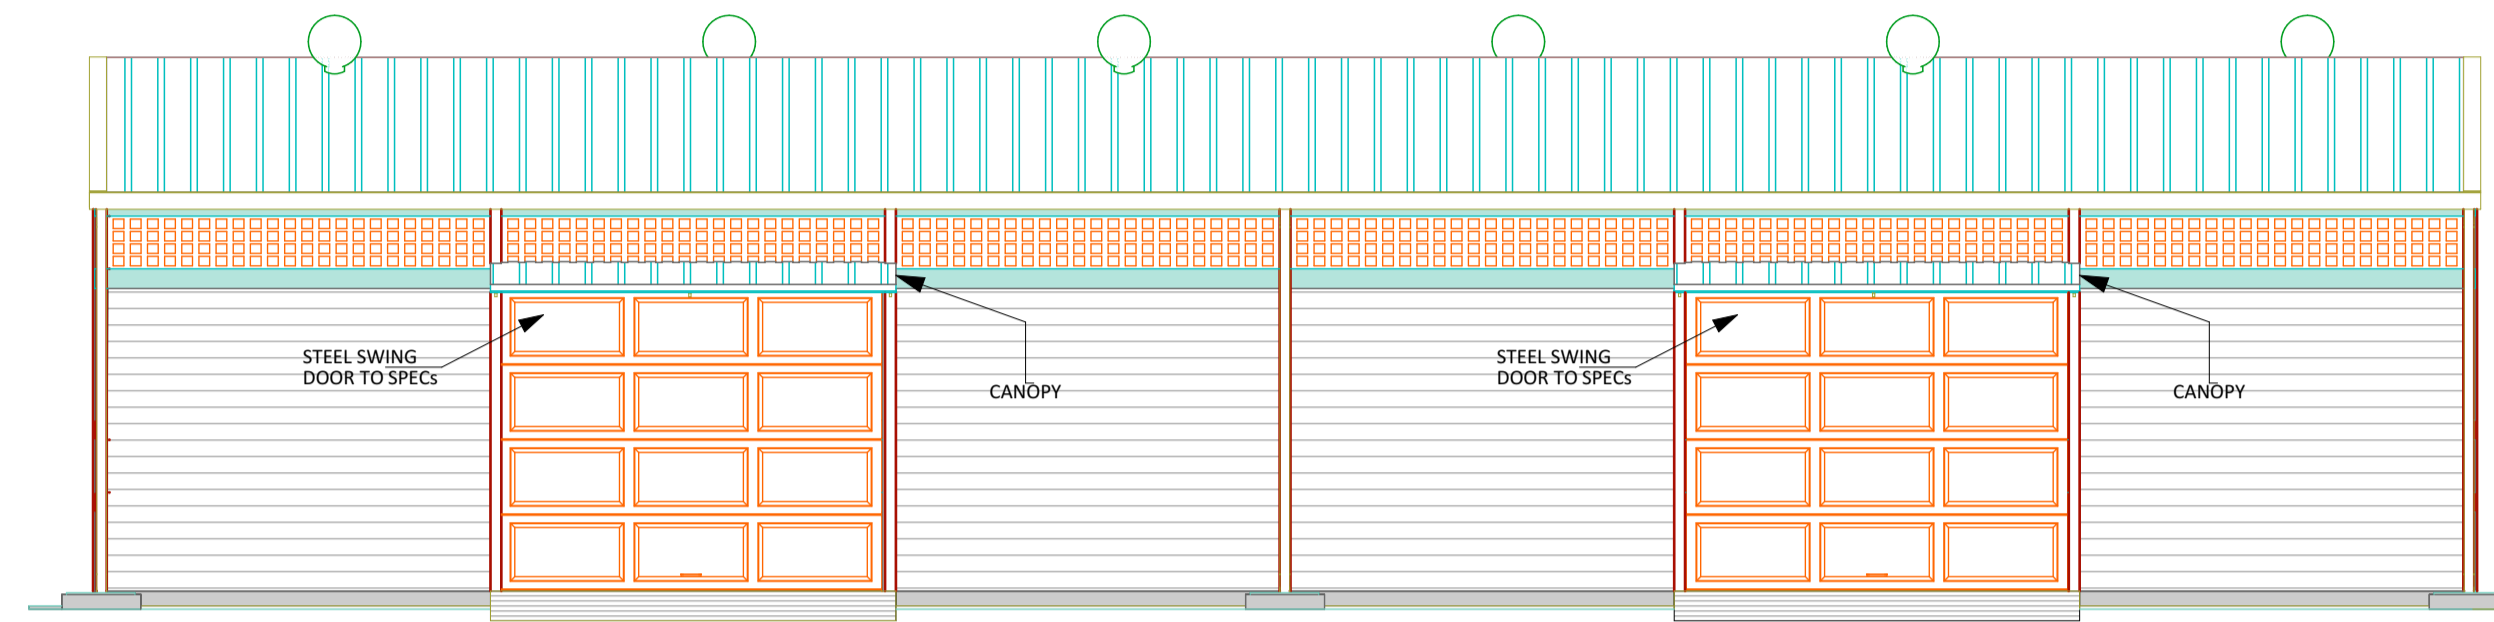 STEEL SWING
DOOR TO SPECs
CANOPY
STEEL SWING
DOOR TO SPECs
CANOPY